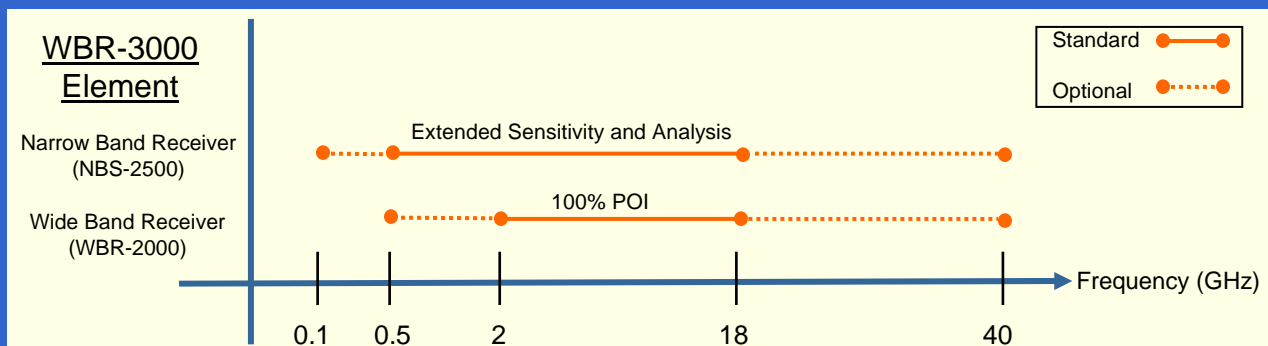 WBR-3000
Element
Standard
Optional
Narrow Band Receiver
(NBS-2500)
Extended Sensitivity and Analysis
Wide Band Receiver
(WBR-2000)
100% POI
Frequency (GHz)
0.1 0.5 2 18 40